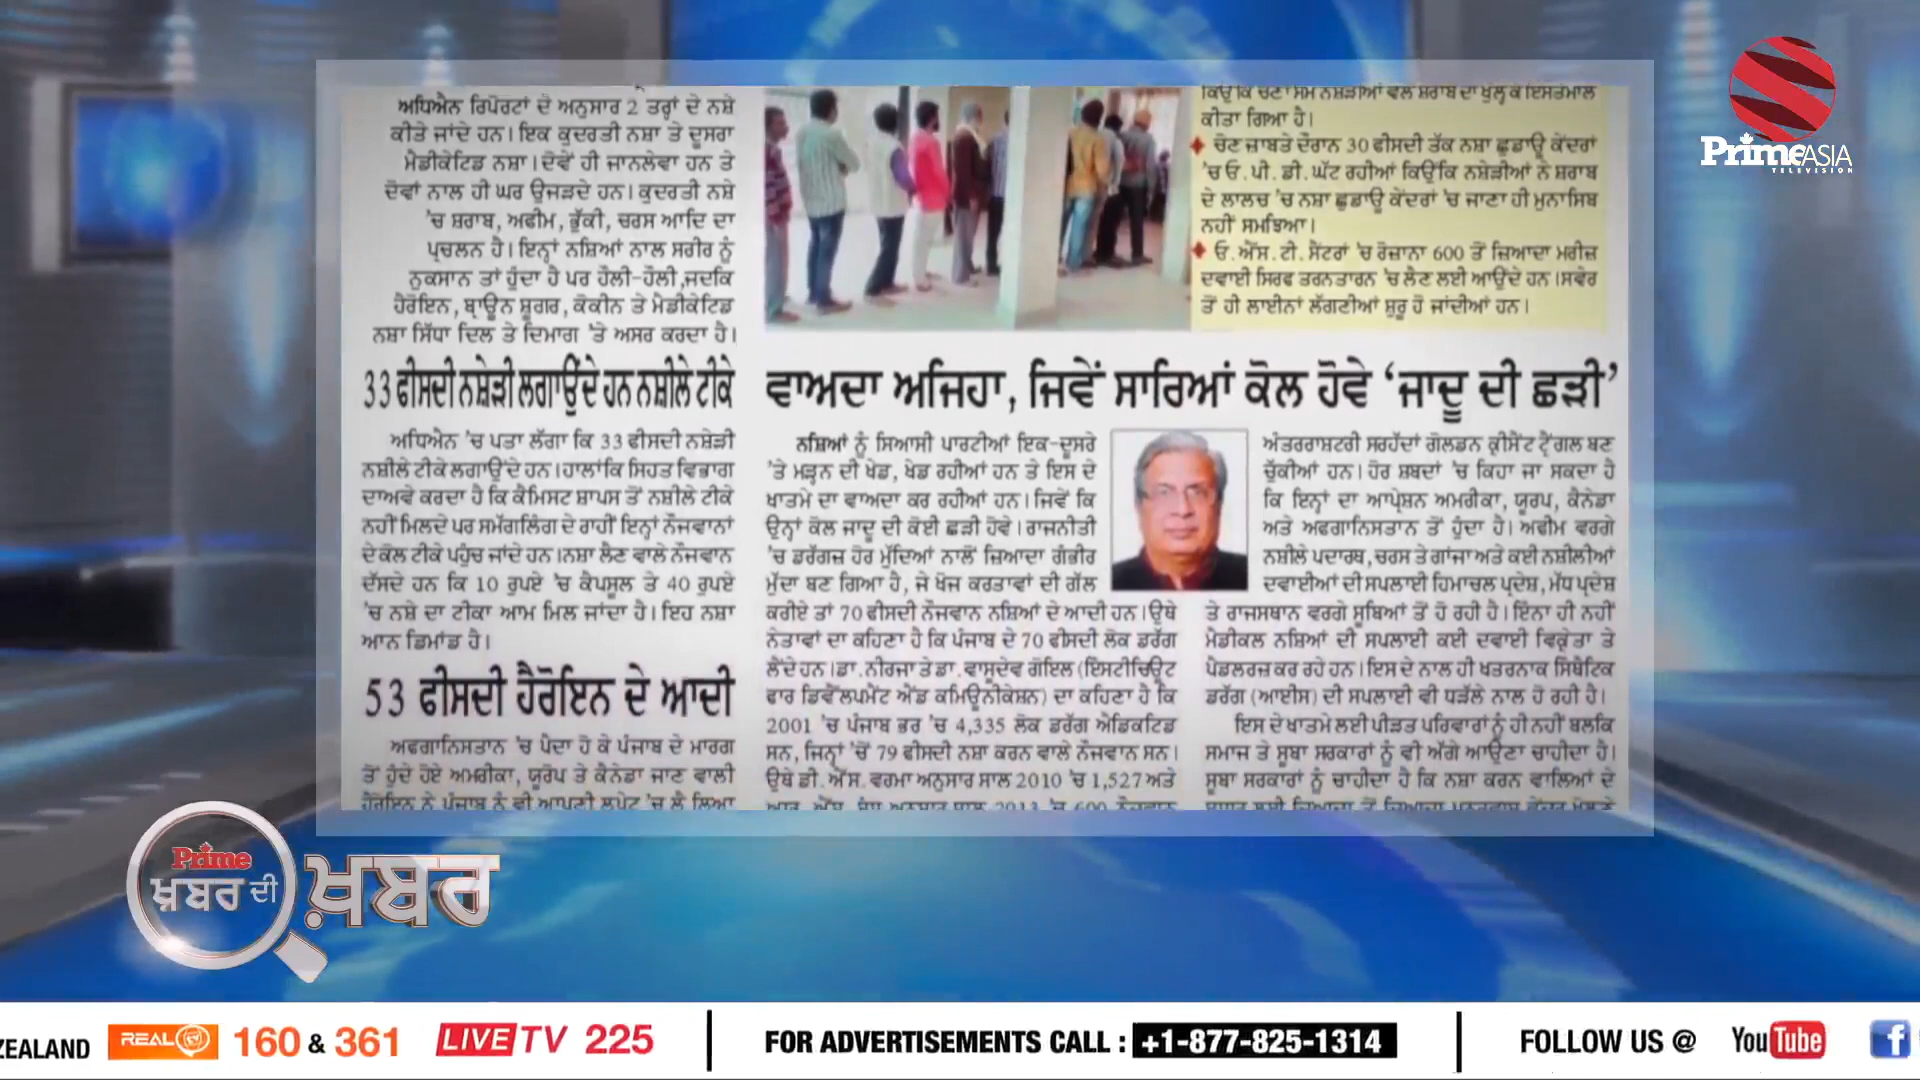 ਅਧਿਐਨ ਰਿਪੋਰਟਾਂ ਦੇ ਅਨੁਸਾਰ 2 ਤਰ੍ਹਾਂ ਦੇ ਨਸ਼ੇ
ਕੀਤੇ ਜਾਂਦੇ ਹਨ। ਇਕ ਕੁਦਰਤੀ ਨਸ਼ਾ ਤੇ ਦੂਸਰਾ
ਮੈਡੀਕੇਟਿਡ ਨਸ਼ਾ। ਦੋਵੇਂ ਹੀ ਜਾਨਲੇਵਾ ਹਨ ਤੇ
ਦੋਵਾਂ ਨਾਲ ਹੀ ਘਰ ਉਜੜਦੇ ਹਨ। ਕੁਦਰਤੀ ਨਸ਼ੇ
'ਚ ਸ਼ਰਾਬ, ਅਫੀਮ, ਭੁੱਕੀ, ਚਰਸ ਆਦਿ ਦਾ
ਪ੍ਰਚਲਨ ਹੈ। ਇਨ੍ਹਾਂ ਨਸ਼ਿਆਂ ਨਾਲ ਸਰੀਰ ਨੂੰ
ਨੁਕਸਾਨ ਤਾਂ ਹੁੰਦਾ ਹੈ ਪਰ ਹੌਲੀ-ਹੌਲੀ ,ਜਦਕਿ
ਹੈਰੋਇਨ, ਬ੍ਰਾਊਨ ਸ਼ੂਗਰ, ਕੋਕੀਨ ਤੇ ਮੈਡੀਕੇਟਿਡ
ਨਸ਼ਾ ਸਿੱਧਾ ਦਿਲ ਤੇ ਦਿਮਾਗ 'ਤੇ ਅਸਰ ਕਰਦਾ ਹੈ।
33 ਫੀਸਦੀ ਨਸ਼ੇੜੀ ਲਗਾਉਂਦੇ ਹਨ ਨਸ਼ੀਲੇ ਟੀਕੇ
ਅਧਿਐਨ 'ਚ ਪਤਾ ਲੱਗਾ ਕਿ 33 ਫੀਸਦੀ ਨਸ਼ੇੜੀ
ਨਸ਼ੀਲੇ ਟੀਕੇ ਲਗਾਉਂਦੇ ਹਨ। ਹਾਲਾਂਕਿ ਸਿਹਤ ਵਿਭਾਗ
ਦਾਅਵੇ ਕਰਦਾ ਹੈ ਕਿ ਕੈਮਿਸਟ ਸ਼ਾਪਸ ਤੋਂ ਨਸ਼ੀਲੇ ਟੀਕੇ
ਨਹੀਂ ਮਿਲਦੇ ਪਰ ਸਮੱਗਲਿੰਗ ਦੇ ਰਾਹੀਂ ਇਨ੍ਹਾਂ ਨੌਜਵਾਨਾਂ
ਦੇ ਕੋਲ ਟੀਕੇ ਪਹੁੰਚ ਜਾਂਦੇ ਹਨ।ਨਸ਼ਾ ਲੈਣ ਵਾਲੇ ਨੌਜਵਾਨ
ਦੱਸਦੇ ਹਨ ਕਿ 10 ਰੁਪਏ 'ਚ ਕੈਪਸੂਲ ਤੇ 40 ਰੁਪਏ
'ਚ ਨਸ਼ੇ ਦਾ ਟੀਕਾ ਆਮ ਮਿਲ ਜਾਂਦਾ ਹੈ। ਇਹ ਨਸ਼ਾ
ਆਨ ਡਿਮਾਂਡ ਹੈ।
53 ਫੀਸਦੀ ਹੈਰੋਇਨ ਦੇ ਆਦੀ
ਅਫਗਾਨਿਸਤਾਨ 'ਚ ਪੈਦਾ ਹੋ ਕੇ ਪੰਜਾਬ ਦੇ ਮਾਰਗ
ਤੋਂ ਹੁੰਦੇ ਹੋਏ ਅਮਰੀਕਾ, ਯੂਰੋਪ ਤੇ ਕੈਨੇਡਾ ਜਾਣ ਵਾਲੀ
ਹੈਰੋਇਨ ਨੇ ਪੰਜਾਬ ਨੂੰ ਵੀ ਆਪਣੀ ਲਪੇਟ 'ਚ ਲੈ ਲਿਆ
ਕਿਉਂਕਿ ਚੋਣਾਂ ਸਮੇਂ ਨਸ਼ੇੜੀਆਂ ਵਲੋਂ ਸ਼ਰਾਬ ਦਾ ਖੁੱਲ੍ਹ ਕੇ ਇਸਤੇਮਾਲ
ਕੀਤਾ ਗਿਆ ਹੈ।
ਚੋਣ ਜ਼ਾਬਤੇ ਦੌਰਾਨ 30 ਫੀਸਦੀ ਤੱਕ ਨਸ਼ਾ ਛੁਡਾਊ ਕੇਂਦਰਾਂ
'ਚ ਓ. ਪੀ. ਡੀ. ਘੱਟ ਰਹੀਆਂ ਕਿਉਂਕਿ ਨਸ਼ੇੜੀਆਂ ਨੇ ਸ਼ਰਾਬ
ਦੇ ਲਾਲਚ 'ਚ ਨਸ਼ਾ ਛੁਡਾਊ ਕੇਂਦਰਾਂ 'ਚ ਜਾਣਾ ਹੀ ਮੁਨਾਸਿਬ
ਨਹੀਂ ਸਮਝਿਆ।
ਓ. ਐੱਸ. ਟੀ. ਸੈਂਟਰਾਂ 'ਚ ਰੋਜ਼ਾਨਾ 600 ਤੋਂ ਜ਼ਿਆਦਾ ਮਰੀਜ਼
ਦਵਾਈ ਸਿਰਫ ਤਰਨਤਾਰਨ 'ਚ ਲੈਣ ਲਈ ਆਉਂਦੇ ਹਨ।ਸਵੇਰ
ਤੋਂ ਹੀ ਲਾਈਨਾਂ ਲੱਗਣੀਆਂ ਸ਼ੁਰੂ ਹੋ ਜਾਂਦੀਆਂ ਹਨ।
ਵਾਅਦਾ ਅਜਿਹਾ, ਜਿਵੇਂ ਸਾਰਿਆਂ ਕੋਲ ਹੋਵੇ 'ਜਾਦੂ ਦੀ ਛੜੀ'
ਨਸ਼ਿਆਂ ਨੂੰ ਸਿਆਸੀ ਪਾਰਟੀਆਂ ਇਕ-ਦੂਸਰੇ
'ਤੇ ਮੜ੍ਹਨ ਦੀ ਖੇਡ, ਖੇਡ ਰਹੀਆਂ ਹਨ ਤੇ ਇਸ ਦੇ
ਖਾਤਮੇ ਦਾ ਵਾਅਦਾ ਕਰ ਰਹੀਆਂ ਹਨ। ਜਿਵੇਂ ਕਿ
ਉਨ੍ਹਾਂ ਕੋਲ ਜਾਦੂ ਦੀ ਕੋਈ ਛੜੀ ਹੋਵੇ। ਰਾਜਨੀਤੀ
'ਚ ਡਰੱਗਜ਼ ਹੋਰ ਮੁੱਦਿਆਂ ਨਾਲੋਂ ਜ਼ਿਆਦਾ ਗੰਭੀਰ
ਮੁੱਦਾ ਬਣ ਗਿਆ ਹੈ, ਜੇ ਖੋਜ ਕਰਤਾਵਾਂ ਦੀ ਗੱਲ
ਕਰੀਏ ਤਾਂ 70 ਫੀਸਦੀ ਨੌਜਵਾਨ ਨਸ਼ਿਆਂ ਦੇ ਆਦੀ ਹਨ।ਉਥੇ
ਨੇਤਾਵਾਂ ਦਾ ਕਹਿਣਾ ਹੈ ਕਿ ਪੰਜਾਬ ਦੇ 70 ਫੀਸਦੀ ਲੋਕ ਡਰੱਗ
ਲੈਂਦੇ ਹਨ।ਡਾ. ਨੀਰਜਾ ਤੇ ਡਾ. ਵਾਸੂਦੇਵ ਗੋਇਲ (ਇੰਸਟੀਚਿਊਟ
ਫਾਰ ਡਿਵੈੱਲਪਮੈਂਟ ਐਂਡ ਕਮਿਊਨੀਕੇਸ਼ਨ) ਦਾ ਕਹਿਣਾ ਹੈ ਕਿ
2001 'ਚ ਪੰਜਾਬ ਭਰ 'ਚ 4,335 ਲੋਕ ਡਰੱਗ ਐਡਿਕਟਿਡ
ਸਨ, ਜਿਨ੍ਹਾਂ 'ਚੋਂ 79 ਫੀਸਦੀ ਨਸ਼ਾ ਕਰਨ ਵਾਲੇ ਨੌਜਵਾਨ ਸਨ।
ਉਥੇ ਡੀ. ਐੱਸ. ਵਰਮਾ ਅਨੁਸਾਰ ਸਾਲ 2010 'ਚ 1,527 ਅਤੇ
ਅਨੁਸਾਰ ਸਾਲ 2013 'ਚ 600 ਨੌਜਵਾਨ
ਅੰਤਰਰਾਸ਼ਟਰੀ ਸਰਹੱਦਾਂ ਗੋਲਡਨ ਕ੍ਰੀਸੈਂਟ ਟ੍ਰੈਂਗਲ ਬਣ
ਚੁੱਕੀਆਂ ਹਨ। ਹੋਰ ਸ਼ਬਦਾਂ 'ਚ ਕਿਹਾ ਜਾ ਸਕਦਾ ਹੈ
ਕਿ ਇਨ੍ਹਾਂ ਦਾ ਆਪ੍ਰੇਸ਼ਨ ਅਮਰੀਕਾ, ਯੂਰਪ, ਕੈਨੇਡਾ
ਅਤੇ ਅਫਗਾਨਿਸਤਾਨ ਤੋਂ ਹੁੰਦਾ ਹੈ। ਅਫੀਮ ਵਰਗੇ
ਨਸ਼ੀਲੇ ਪਦਾਰਥ, ਚਰਸ ਤੇ ਗਾਂਜਾ ਅਤੇ ਕਈ ਨਸ਼ੀਲੀਆਂ
ਦਵਾਈਆਂ ਦੀ ਸਪਲਾਈ ਹਿਮਾਚਲ ਪ੍ਰਦੇਸ਼, ਮੱਧ ਪ੍ਰਦੇਸ਼
ਤੇ ਰਾਜਸਥਾਨ ਵਰਗੇ ਸੂਬਿਆਂ ਤੋਂ ਹੋ ਰਹੀ ਹੈ। ਇੰਨਾ ਹੀ ਨਹੀਂ
ਮੈਡੀਕਲ ਨਸ਼ਿਆਂ ਦੀ ਸਪਲਾਈ ਕਈ ਦਵਾਈ ਵਿਕ੍ਰੇਤਾ ਤੇ
ਪੈਡਲਰਜ਼ ਕਰ ਰਹੇ ਹਨ। ਇਸ ਦੇ ਨਾਲ ਹੀ ਖਤਰਨਾਕ ਸਿੰਥੈਟਿਕ
ਡਰੱਗ (ਆਈਸ) ਦੀ ਸਪਲਾਈ ਵੀ ਧੜੱਲੇ ਨਾਲ ਹੋ ਰਹੀ ਹੈ।
ਇਸ ਦੇ ਖਾਤਮੇ ਲਈ ਪੀੜਤ ਪਰਿਵਾਰਾਂ ਨੂੰ ਹੀ ਨਹੀਂ ਬਲਕਿ
ਸਮਾਜ ਤੇ ਸੂਬਾ ਸਰਕਾਰਾਂ ਨੂੰ ਵੀ ਅੱਗੇ ਆਉਣਾ ਚਾਹੀਦਾ ਹੈ।
ਸੂਬਾ ਸਰਕਾਰਾਂ ਨੂੰ ਚਾਹੀਦਾ ਹੈ ਕਿ ਨਸ਼ਾ ਕਰਨ ਵਾਲਿਆਂ ਦੇ
Prime ASIA
TELEVISION
Prime
ਖ਼ਬਰ ਦੀ
ਖ਼ਬਰ
ZEALAND REAL 160 & 361 LIVE TV 225 FOR ADVERTISEMENTS CALL : +1-877-825-1314 FOLLOW US @ YouTube f